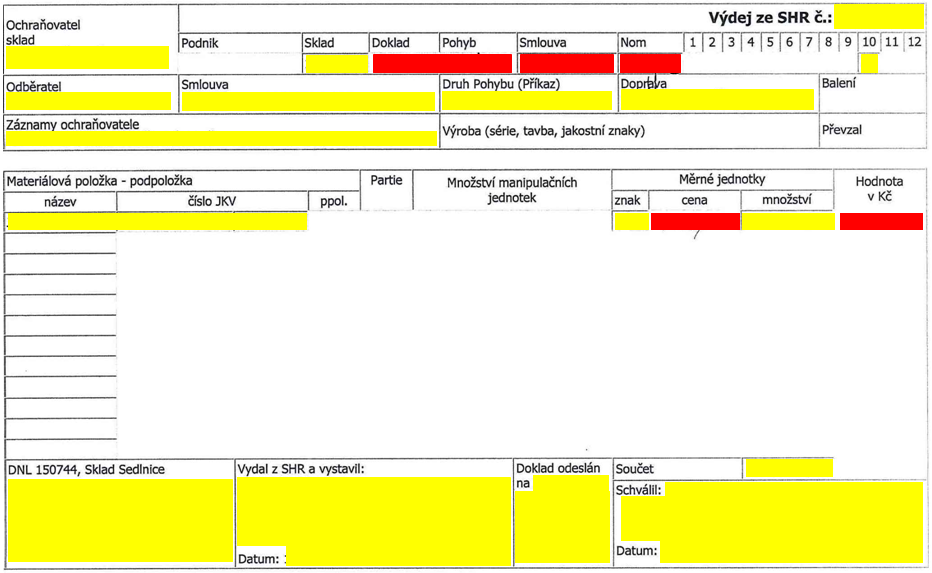 Výdej ze SHR č.:
Ochraňovatel
sklad
Podnik Sklad Doklad Pohyb Smlouva Nom 1 2 3 4 5 6 7 8 9 10 11 12
Odběratel Smlouva Druh Pohybu (Příkaz) Doprava Balení
Záznamy ochraňovatele Výroba (série, tavba, jakostní znaky) Převzal
Materiálová položka - podpoložka Partie Množství manipulačních jednotek Měrné jednotky Hodnota v Kč
název číslo JKV ppol. znak cena množství
DNL 150744, Sklad Sedlnice Vydal z SHR a vystavil: Doklad odeslán na Součet
Schválil:
Datum: Datum: